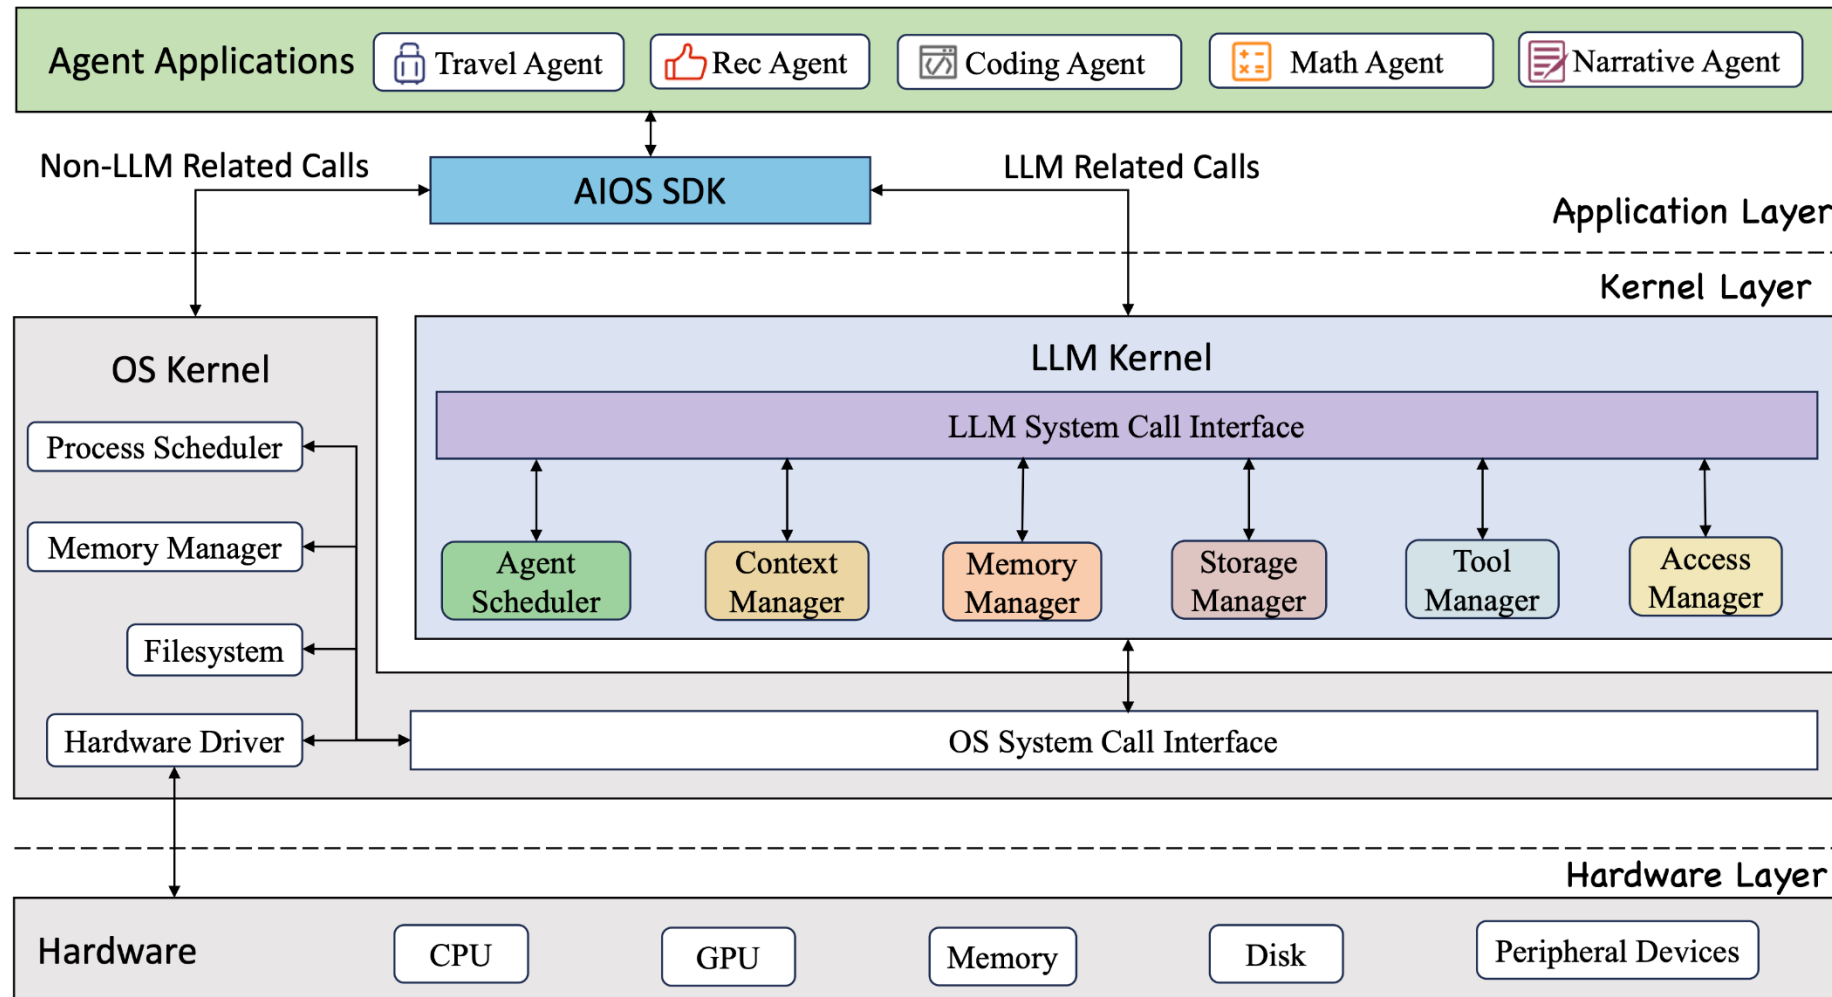 Agent Applications
Travel Agent
Rec Agent
Coding Agent
Math Agent
Narrative Agent
Non-LLM Related Calls
AIOS SDK
LLM Related Calls
Application Layer
Kernel Layer
OS Kernel
Process Scheduler
Memory Manager
Filesystem
Hardware Driver
LLM Kernel
LLM System Call Interface
Agent
Scheduler
Context
Manager
Memory
Manager
Storage
Manager
Tool
Manager
Access
Manager
OS System Call Interface
Hardware Layer
Hardware
CPU
GPU
Memory
Disk
Peripheral Devices